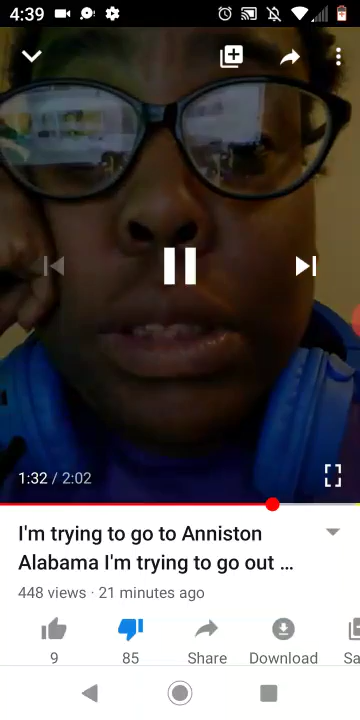 4:39
1:32 / 2:02
I'm trying to go to Anniston
Alabama I'm trying to go out ...
448 views · 21 minutes ago
9
85
Share
Download
Sa